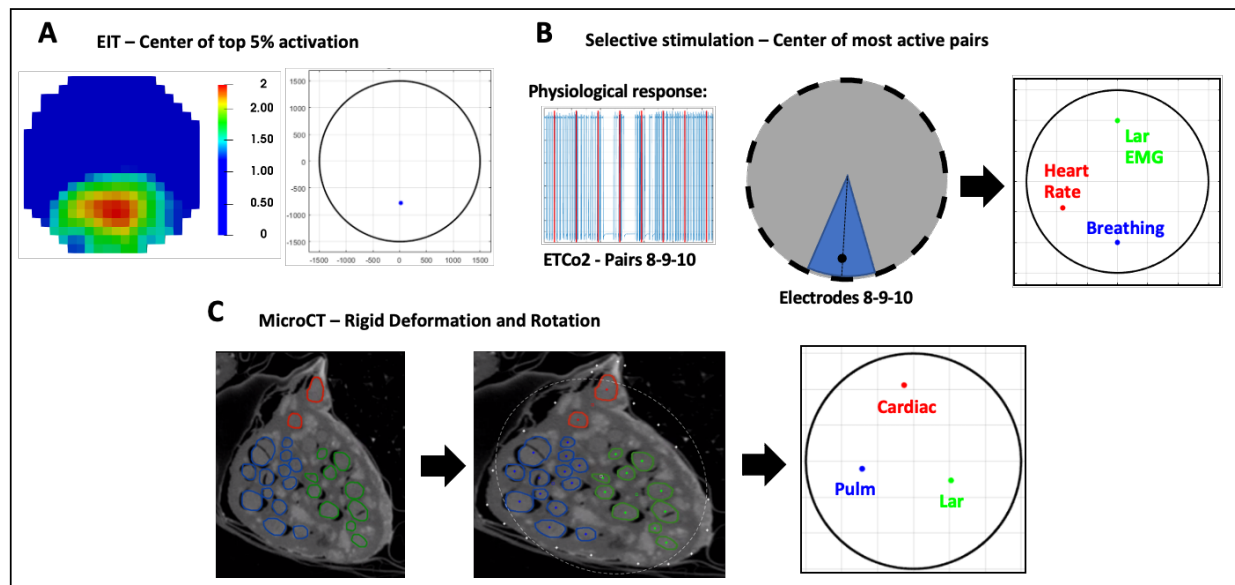 A
EIT – Center of top 5% activation
2
2.00
1.50
1.00
0.50
0
1500
1000
500
0
-500
-1000
-1500
-1500
-1000
-500
0
500
1000
1500
B
Selective stimulation – Center of most active pairs
Physiological response:
ETCo2 - Pairs 8-9-10
Electrodes 8-9-10
Lar
EMG
Heart
Rate
Breathing
C
MicroCT – Rigid Deformation and Rotation
Cardiac
Pulm
Lar